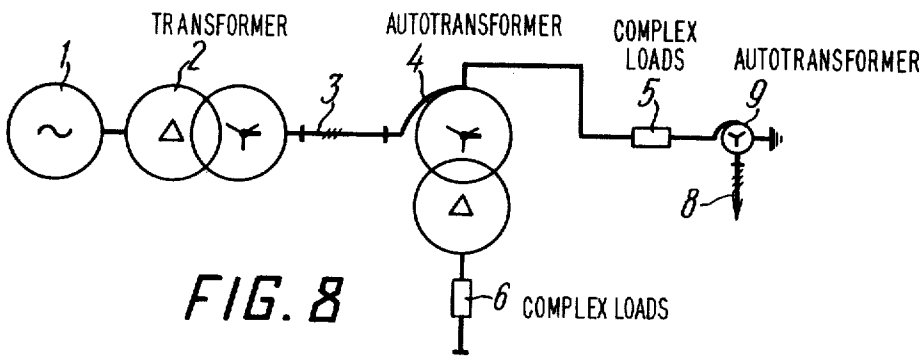 TRANSFORMER
AUTOTRANSFORMER
COMPLEX
LOADS
AUTOTRANSFORMER
1
2
3
4
5
9
8
6
COMPLEX LOADS
FIG. 8